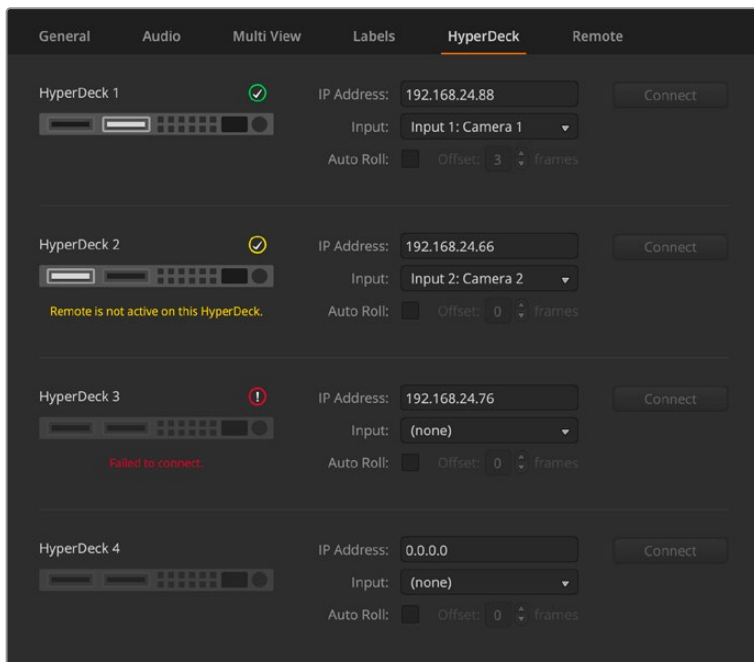 General Audio Multi View Labels HyperDeck Remote
HyperDeck 1 IP Address: 192.168.24.88 Connect
Input: Input 1: Camera 1
Auto Roll: Offset: 3 frames
HyperDeck 2 IP Address: 192.168.24.66 Connect
Input: Input 2: Camera 2
Remote is not active on this HyperDeck. Auto Roll: Offset: 0 frames
HyperDeck 3 IP Address: 192.168.24.76 Connect
Input: (none)
Failed to connect. Auto Roll: Offset: 0 frames
HyperDeck 4 IP Address: 0.0.0.0 Connect
Input: (none)
Auto Roll: Offset: 0 frames